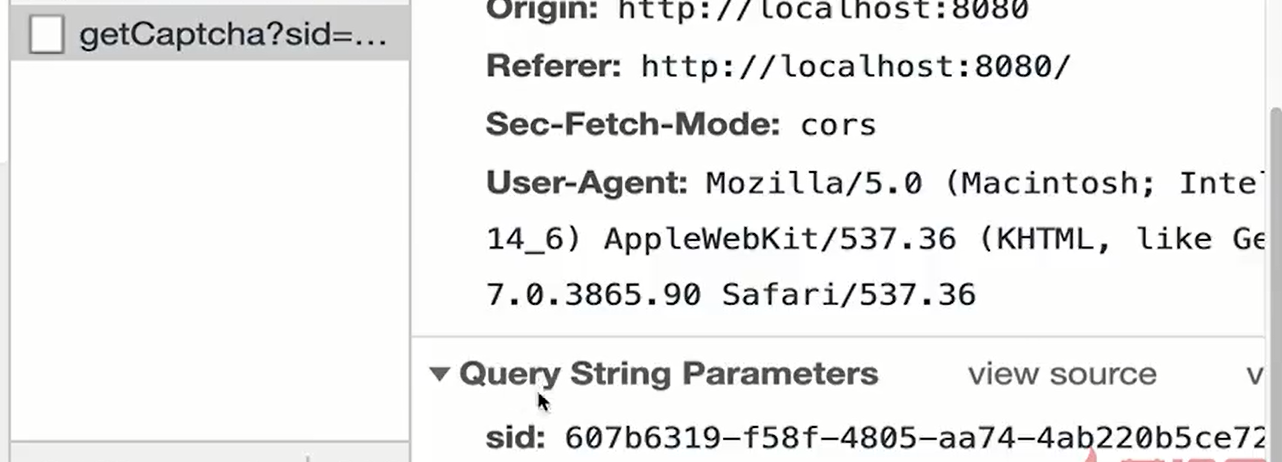 getCaptcha?sid=...
Origin: http://localhost:8080
Referer: http://localhost:8080/
Sec-Fetch-Mode: cors
User-Agent: Mozilla/5.0 (Macintosh; Inte
14_6) AppleWebKit/537.36 (KHTML, like Ge
7.0.3865.90 Safari/537.36
Query String Parameters view source
sid: 607b6319-f58f-4805-aa74-4ab220b5ce72